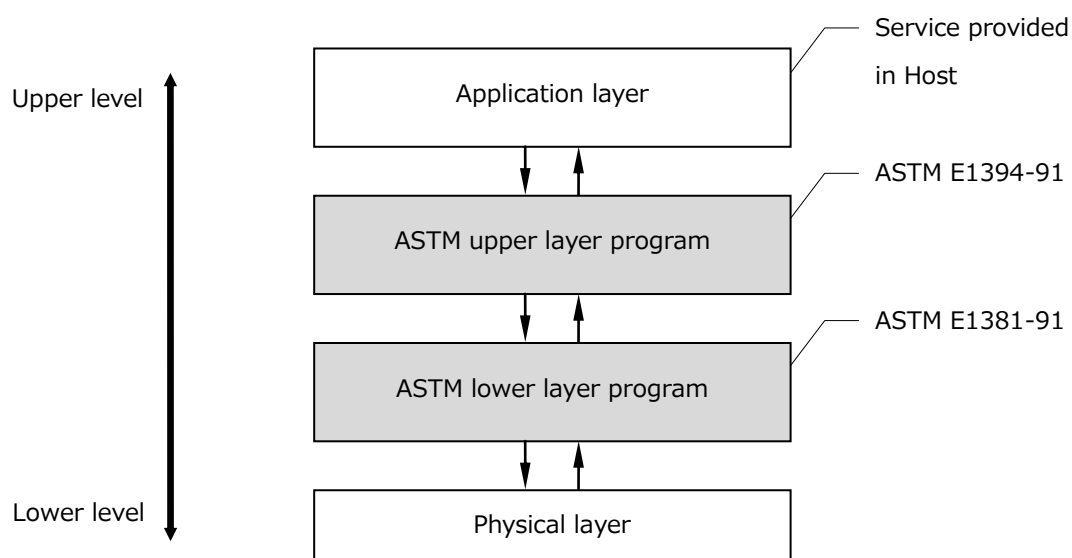 Service provided
in Host
Upper level
Application layer
ASTM E1394-91
ASTM upper layer program
ASTM E1381-91
ASTM lower layer program
Lower level
Physical layer